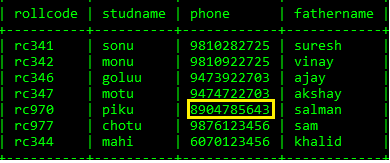 | rollcode | studname | phone | fathername |
| rc341 | sonu | 9810282725 | suresh |
| rc342 | monu | 9810922725 | vinay |
| rc346 | goluu | 9473922703 | ajay |
| rc347 | motu | 9474722703 | akshay |
| rc970 | piku | 8904785643 | salman |
| rc977 | chotu | 9876123456 | sam |
| rc344 | mahi | 6070123456 | khalid |